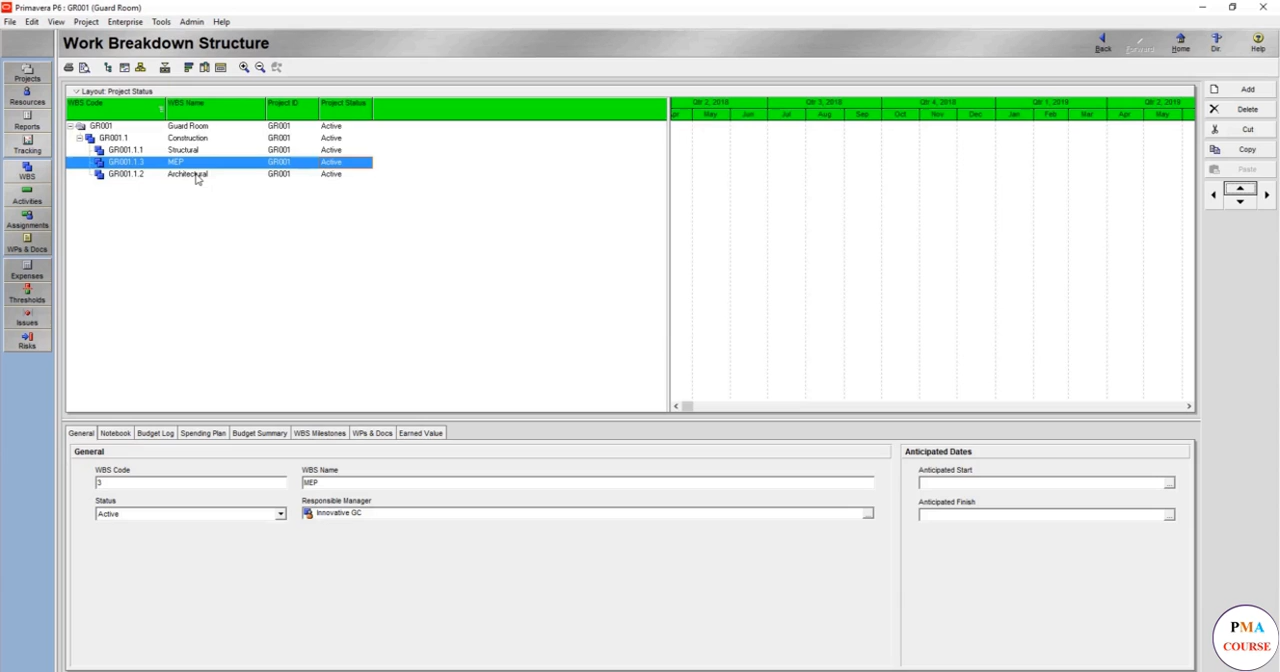 Primavera P6 : GR001 (Guard Room)
File Edit View Project Enterprise Tools Admin Help
Work Breakdown Structure
Back Forward Home Dir. Help
Projects
Resources
Reports
Tracking
WBS
Activities
Assignments
WPs & Docs
Expenses
Thresholds
Issues
Risks
Layout: Project Status
WBS Code WBS Name Project ID Project Status
Qtr 2, 2018 Qtr 3, 2018 Qtr 4, 2018 Qtr 1, 2019 Qtr 2, 2019
pr May Jun Jul Aug Sep Oct Nov Dec Jan Feb Mar Apr May
GR001 Guard Room GR001 Active
GR001.1 Construction GR001 Active
GR001.1.1 Structural GR001 Active
GR001.1.3 MEP GR001 Active
GR001.1.2 Architectural GR001 Active
Add
Delete
Cut
Copy
Paste
General Notebook Budget Log Spending Plan Budget Summary WBS Milestones WPs & Docs Earned Value
General
WBS Code WBS Name
3 MEP
Status Responsible Manager
Active Innovative GC
Anticipated Dates
Anticipated Start
Anticipated Finish
PMA
COURSE